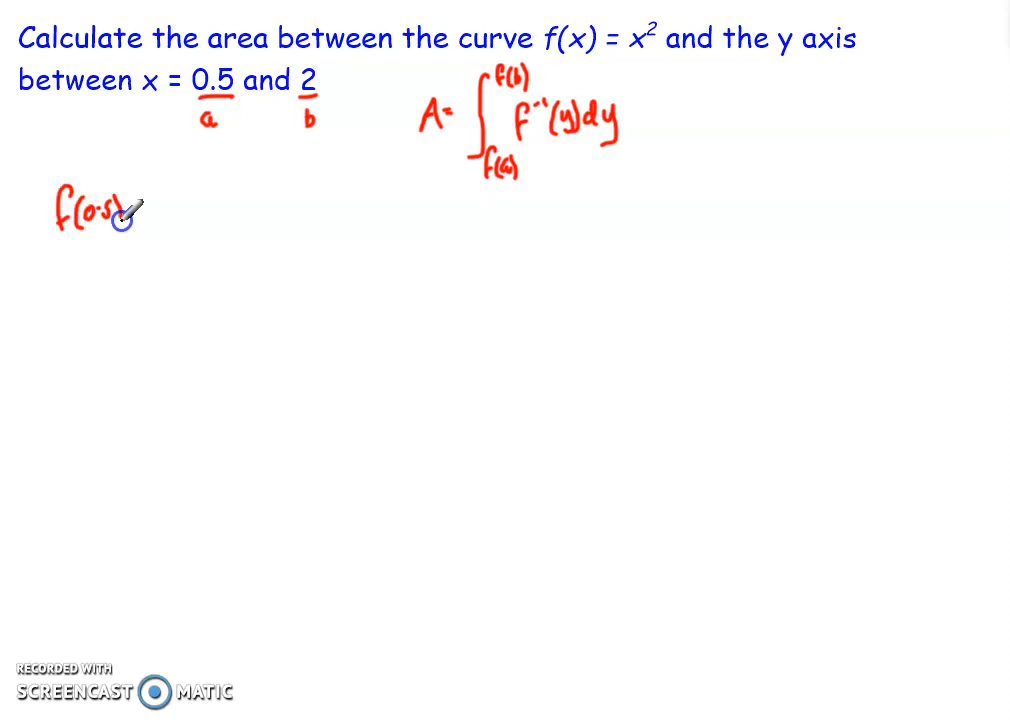 Calculate the area between the curve f(x) = x² and the y axis
between x = 0.5 and 2
a b
A= ∫ f(b) f(a) f⁻¹(y)dy
f(0.5)
RECORDED WITH
SCREENCAST MATIC